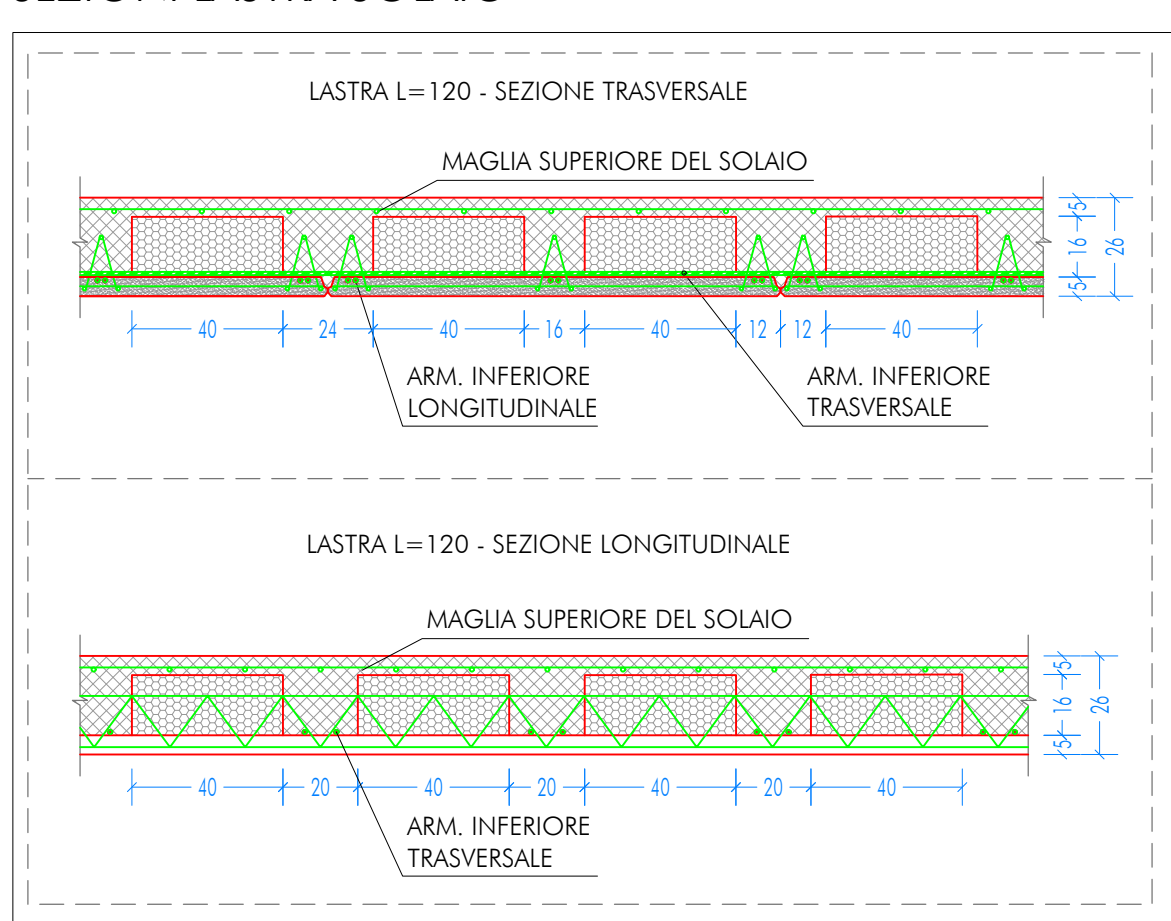 LASTRA L=120 - SEZIONE TRASVERSALE
MAGLIA SUPERIORE DEL SOLAIO
5
16
5
26
40
24
40
16
40
12
12
40
ARM. INFERIORE
LONGITUDINALE
ARM. INFERIORE
TRASVERSALE
LASTRA L=120 - SEZIONE LONGITUDINALE
MAGLIA SUPERIORE DEL SOLAIO
5
16
5
26
40
20
40
20
40
20
40
ARM. INFERIORE
TRASVERSALE